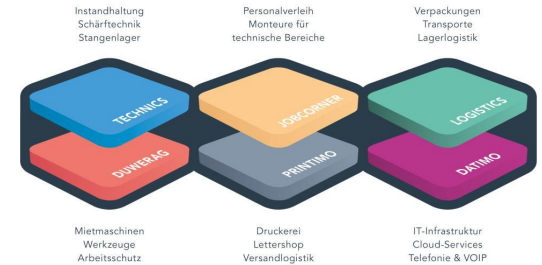 Instandhaltung
Schärftechnik
Stangenlager
Personalverleih
Monteure für
technische Bereiche
Verpackungen
Transporte
Lagerlogistik
TECHNICS
JOBCORNER
LOGISTICS
DUWERAG
PRINTIMO
DATIMO
Mietmaschinen
Werkzeuge
Arbeitsschutz
Druckerei
Lettershop
Versandlogistik
IT-Infrastruktur
Cloud-Services
Telefonie & VOIP